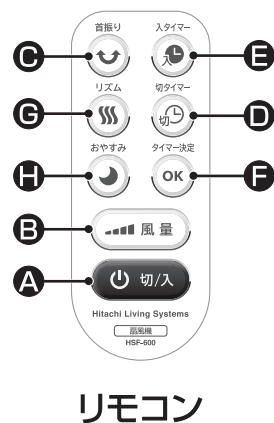 首振り 入タイマー
C 入 E
リズム 切タイマー
G 切 D
おやすみ タイマー決定
H OK F
B 風量
A 切/入
Hitachi Living Systems
扇風機
HSF-600
リモコン